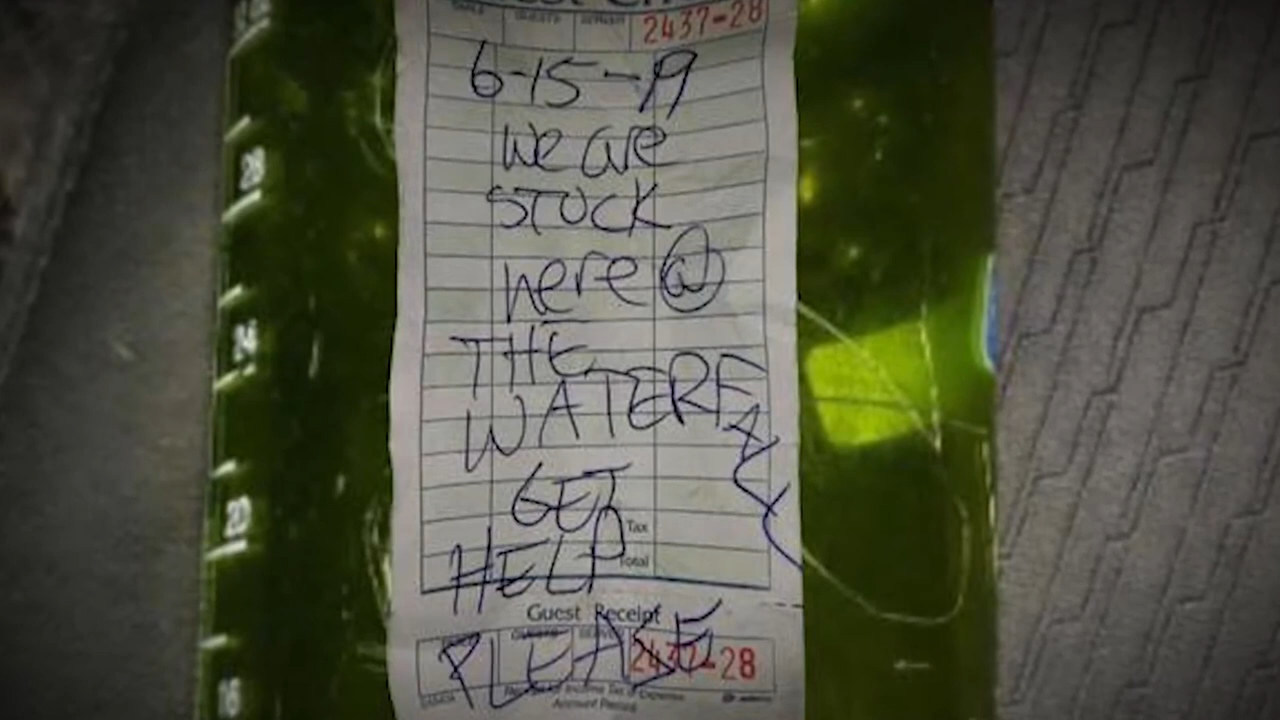 2437-28
6-15-19
We are
STUCK
here @
THE
WATERFALL
GET
Tax
HELP
Total
Guest Receipt
PLEASE
2437-28
28
24
20
16